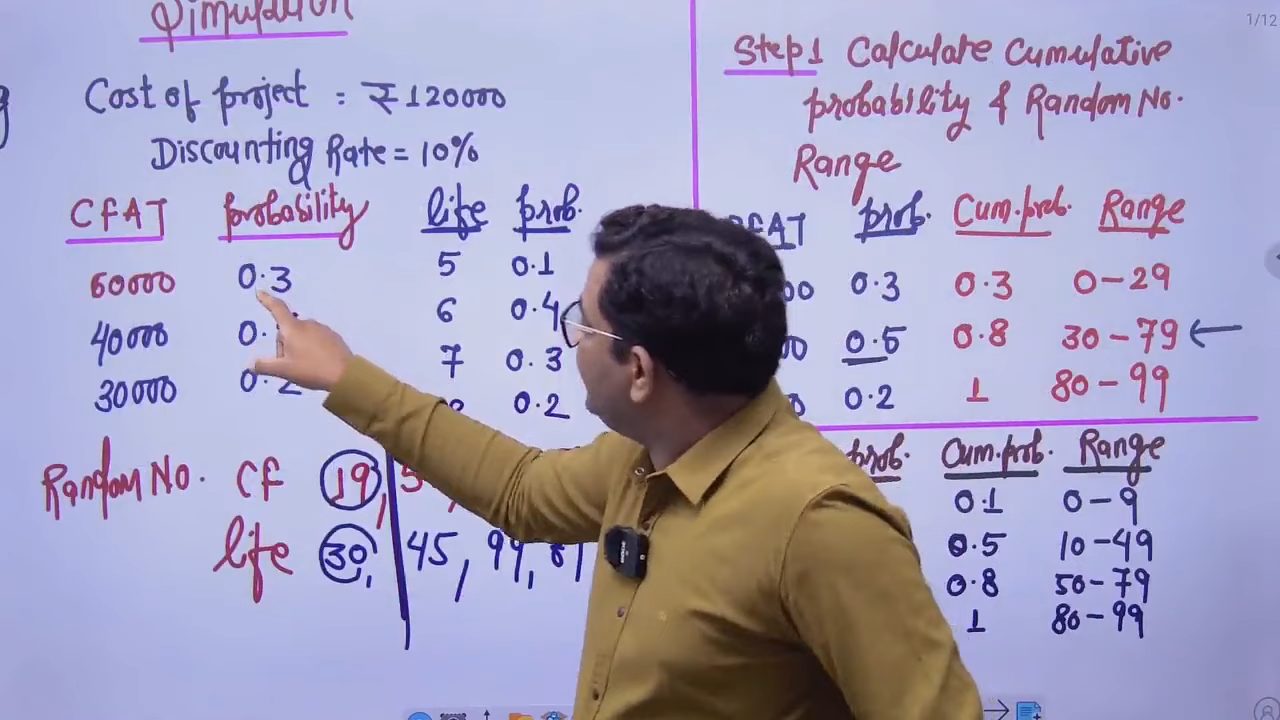 Simulation
Cost of project : ₹ 120000
Discounting Rate = 10%
CFAT probability life prob.
60000 0.3 5 0.1
40000 0. 6 0.4
30000 0.2 7 0.3
0.2
Random No. CF 19,
life 30, 45, 99,
1/12
Step 1 Calculate Cumulative
probability & Random No.
Range
prob. Cum.prob. Range
0.3 0.3 0-29
0.5 0.8 30-79 ←
0.2 1 80-99
prob. Cum.prob. Range
0.1 0-9
0.5 10-49
0.8 50-79
1 80-99